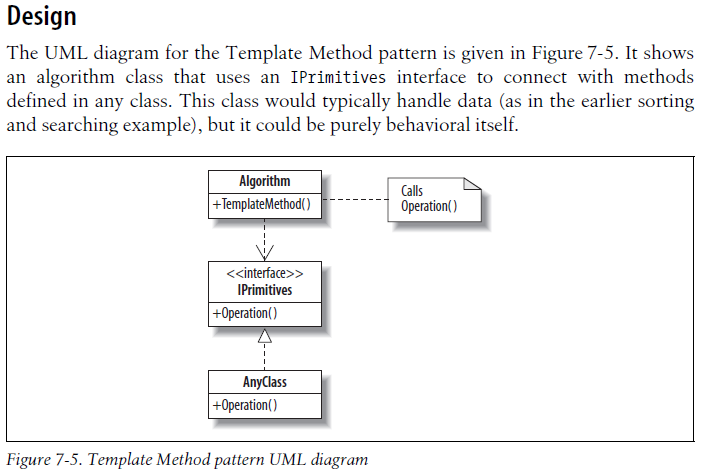 Design
The UML diagram for the Template Method pattern is given in Figure 7-5. It shows
an algorithm class that uses an IPrimitives interface to connect with methods
defined in any class. This class would typically handle data (as in the earlier sorting
and searching example), but it could be purely behavioral itself.
Algorithm
+TemplateMethod()
Calls
Operation()
<<interface>>
IPrimitives
+Operation()
AnyClass
+Operation()
Figure 7-5. Template Method pattern UML diagram